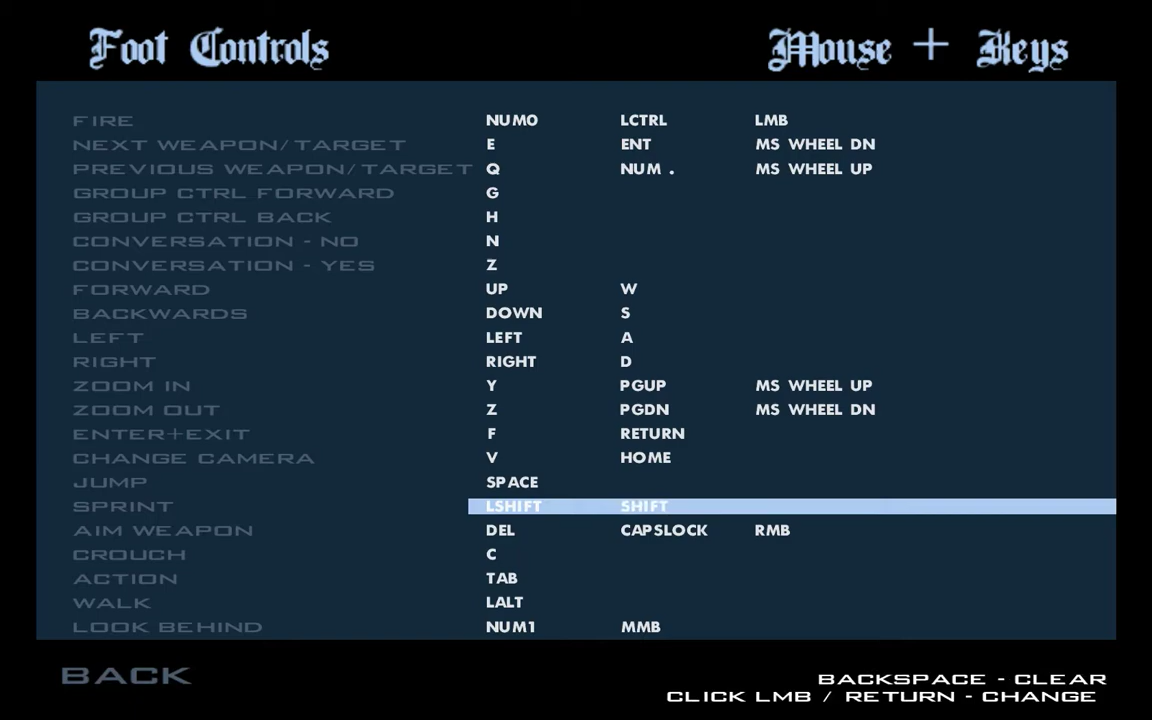 Foot Controls Mouse + Keys
FIRE NUM0 LCTRL LMB
NEXT WEAPON/TARGET E ENT MS WHEEL DN
PREVIOUS WEAPON/TARGET Q NUM . MS WHEEL UP
GROUP CTRL FORWARD G
GROUP CTRL BACK H
CONVERSATION - NO N
CONVERSATION - YES Z
FORWARD UP W
BACKWARDS DOWN S
LEFT LEFT A
RIGHT RIGHT D
ZOOM IN Y PGUP MS WHEEL UP
ZOOM OUT Z PGDN MS WHEEL DN
ENTER+EXIT F RETURN
CHANGE CAMERA V HOME
JUMP SPACE
SPRINT LSHIFT SHIFT
AIM WEAPON DEL CAPSLOCK RMB
CROUCH C
ACTION TAB
WALK LALT
LOOK BEHIND NUM1 MMB
BACK
BACKSPACE - CLEAR
CLICK LMB / RETURN - CHANGE